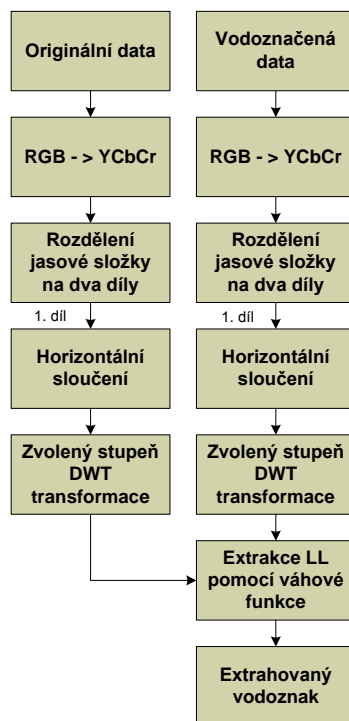 Originální data
RGB - > YCbCr
Rozdělení
jasové složky
na dva díly
1. díl
Horizontální
sloučení
Zvolený stupeň
DWT
transformace
Vodoznačená
data
RGB - > YCbCr
Rozdělení
jasové složky
na dva díly
1. díl
Horizontální
sloučení
Zvolený stupeň
DWT
transformace
Extrakce LL
pomocí váhové
funkce
Extrahovaný
vodoznak